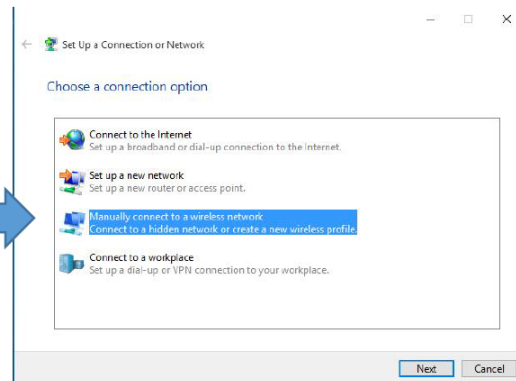 Set Up a Connection or Network
Choose a connection option
Connect to the Internet
Set up a broadband or dial-up connection to the Internet.
Set up a new network
Set up a new router or access point.
Manually connect to a wireless network
Connect to a hidden network or create a new wireless profile.
Connect to a workplace
Set up a dial-up or VPN connection to your workplace.
Next Cancel